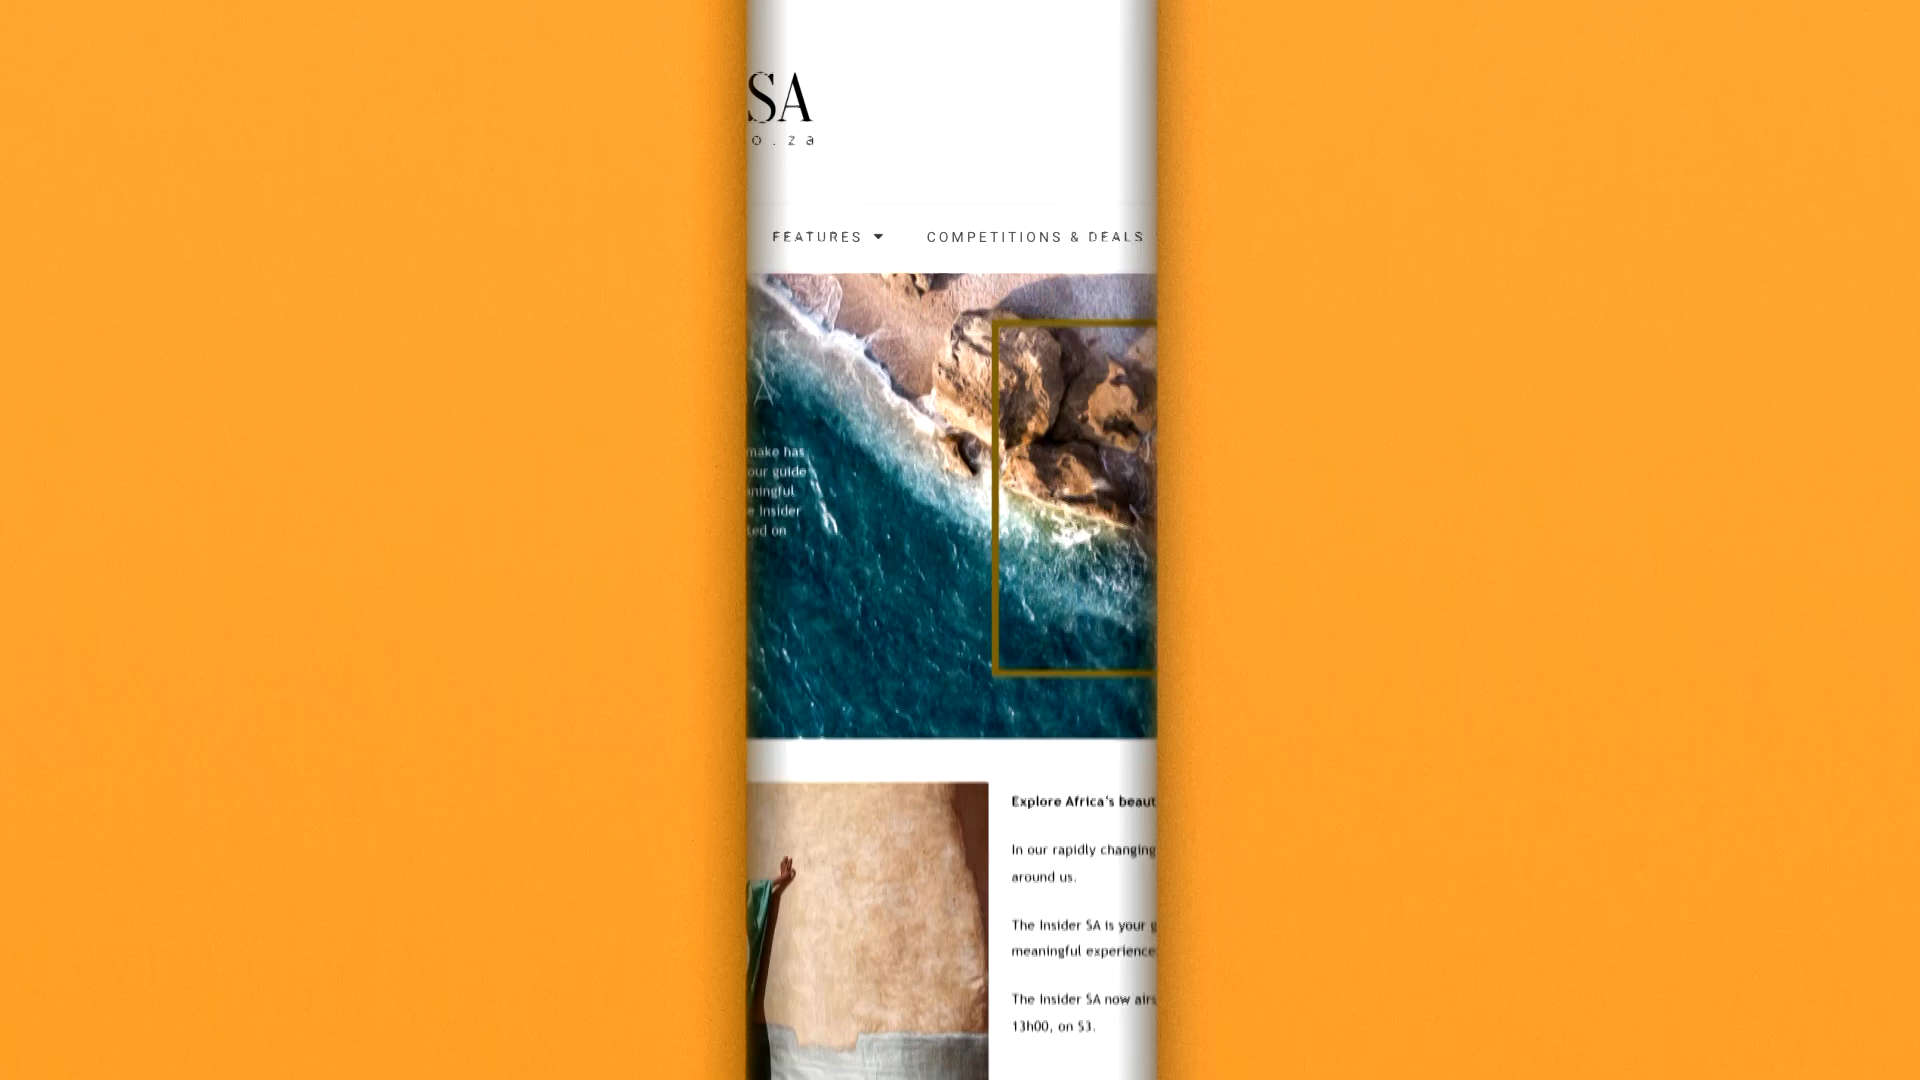 SA
o.za
FEATURES
COMPETITIONS & DEALS
A
make has
our guide
ningful
e Insider
ted on
Explore Africa's beaut
In our rapidly changing
around us.
The Insider SA is your g
meaningful experience
The Insider SA now airs
13h00, on S3.